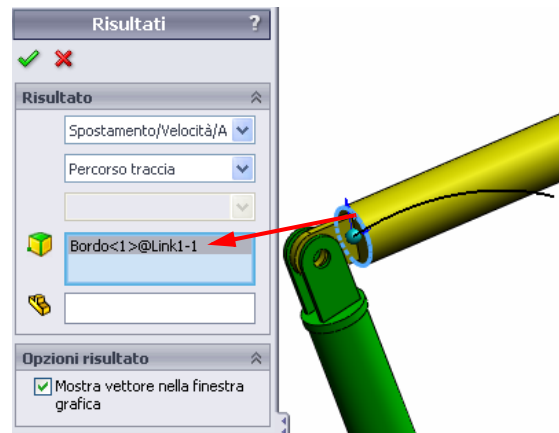 Risultati ?
Risultato
Spostamento/Velocità/A
Percorso traccia
Bordo<1>@Link1-1
Opzioni risultato
Mostra vettore nella finestra
grafica